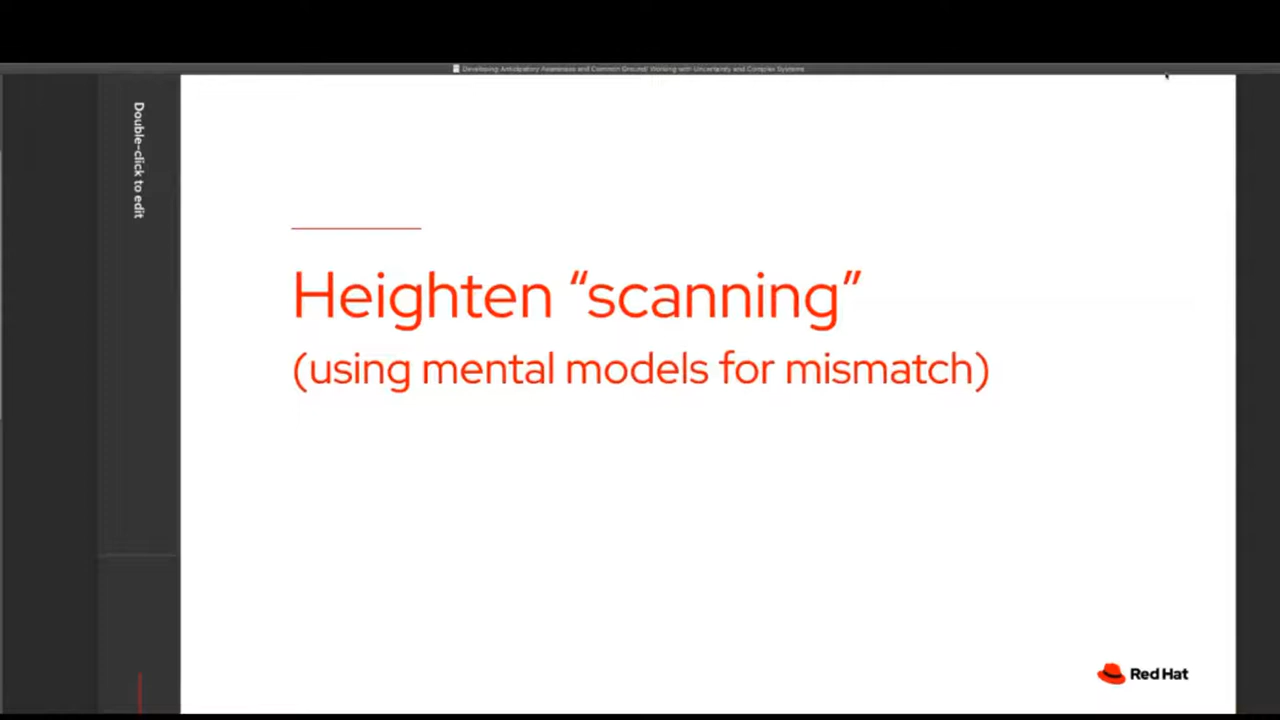 Developing Anticipatory Awareness and Common Ground: Working with Uncertainty and Complex Systems
Double-click to edit
Heighten “scanning”
(using mental models for mismatch)
Red Hat